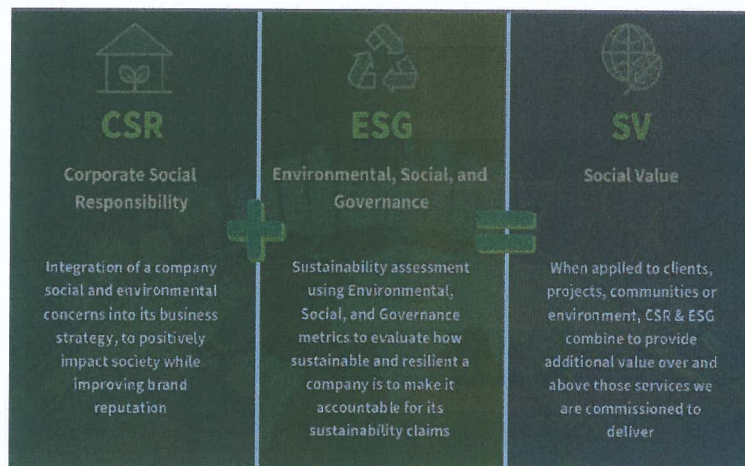 CSR
Corporate Social
Responsibility
Integration of a company
social and environmental
concerns into its business
strategy, to positively
impact society while
improving brand
reputation
+
ESG
Environmental, Social, and
Governance
Sustainability assessment
using Environmental,
Social, and Governance
metrics to evaluate how
sustainable and resilient a
company is to make it
accountable for its
sustainability claims
=
SV
Social Value
When applied to clients,
projects, communities or
environment, CSR & ESG
combine to provide
additional value over and
above those services we
are commissioned to
deliver